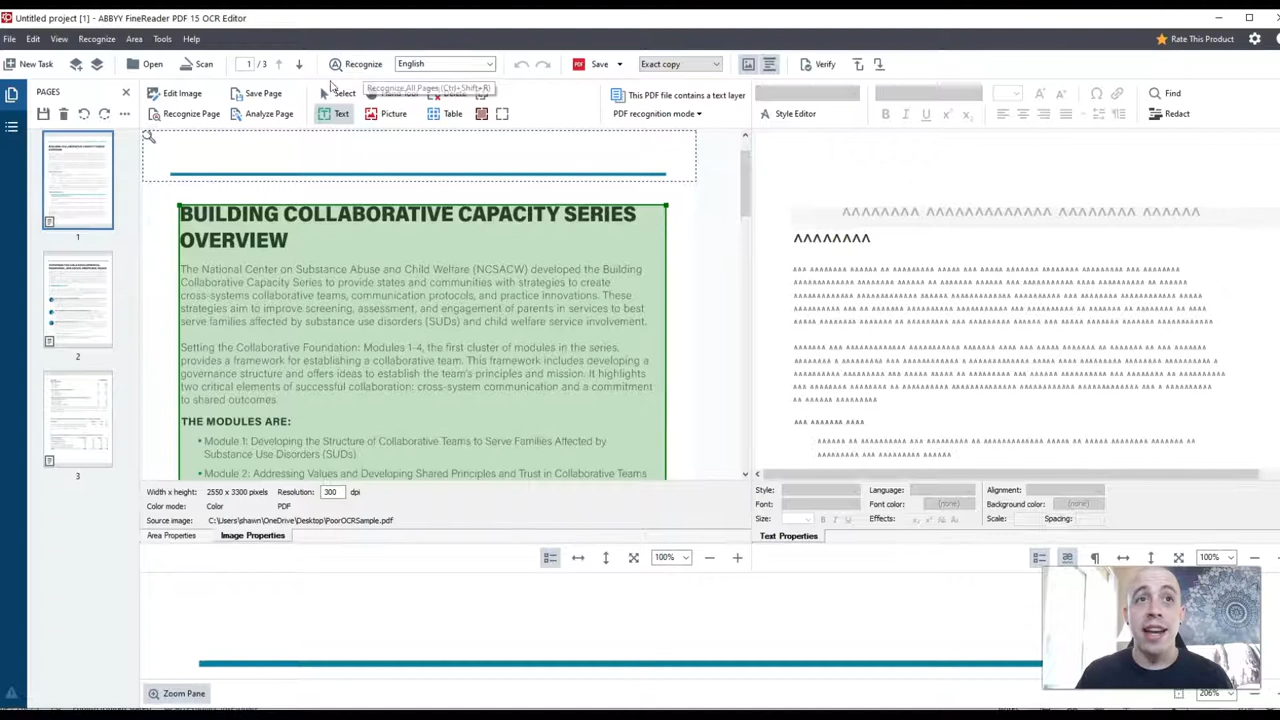 Untitled project [1] - ABBYY FineReader PDF 15 OCR Editor
File Edit View Recognize Area Tools Help
Rate This Product
New Task
Open
Scan
1 / 3
Recognize
English
Save
Exact copy
Verify
Recognize All Pages (Ctrl+Shift+R)
PAGES
Edit Image
Save Page
Select
Recognize Page
Analyze Page
Text
Picture
Table
This PDF file contains a text layer
PDF recognition mode
Style Editor
B I U
Find
Redact
BUILDING COLLABORATIVE CAPACITY SERIES
OVERVIEW
The National Center on Substance Abuse and Child Welfare (NCSACW) developed the Building
Collaborative Capacity Series to provide states and communities with strategies to create
cross-systems collaborative teams, communication protocols, and practice innovations. These
strategies aim to improve screening, assessment, and engagement of parents in services to best
serve families affected by substance use disorders (SUDs) and child welfare service involvement.
Setting the Collaborative Foundation: Modules 1-4, the first cluster of modules in the series,
provides a framework for establishing a collaborative team. This framework includes developing a
governance structure and offers ideas to establish the team's principles and mission. It highlights
two critical elements of successful collaboration: cross-system communication and a commitment
to shared outcomes
THE MODULES ARE:
• Module 1: Developing the Structure of Collaborative Teams to Serve Families Affected by
Substance Use Disorders (SUDs)
• Module 2: Addressing Values and Developing Shared Principles and Trust in Collaborative Teams
1
2
3
Width x height: 2550 x 3300 pixels Resolution: 300 dpi
Color mode: Color PDF
Source image: C:\Users\shawn\OneDrive\Desktop\PoorOCRSample.pdf
Area Properties Image Properties
Style: Language: Alignment:
Font: Font color: (none) Background color: (none)
Size: B I U Effects: Scale: Spacing:
Text Properties
100%
100%
Zoom Pane
206%